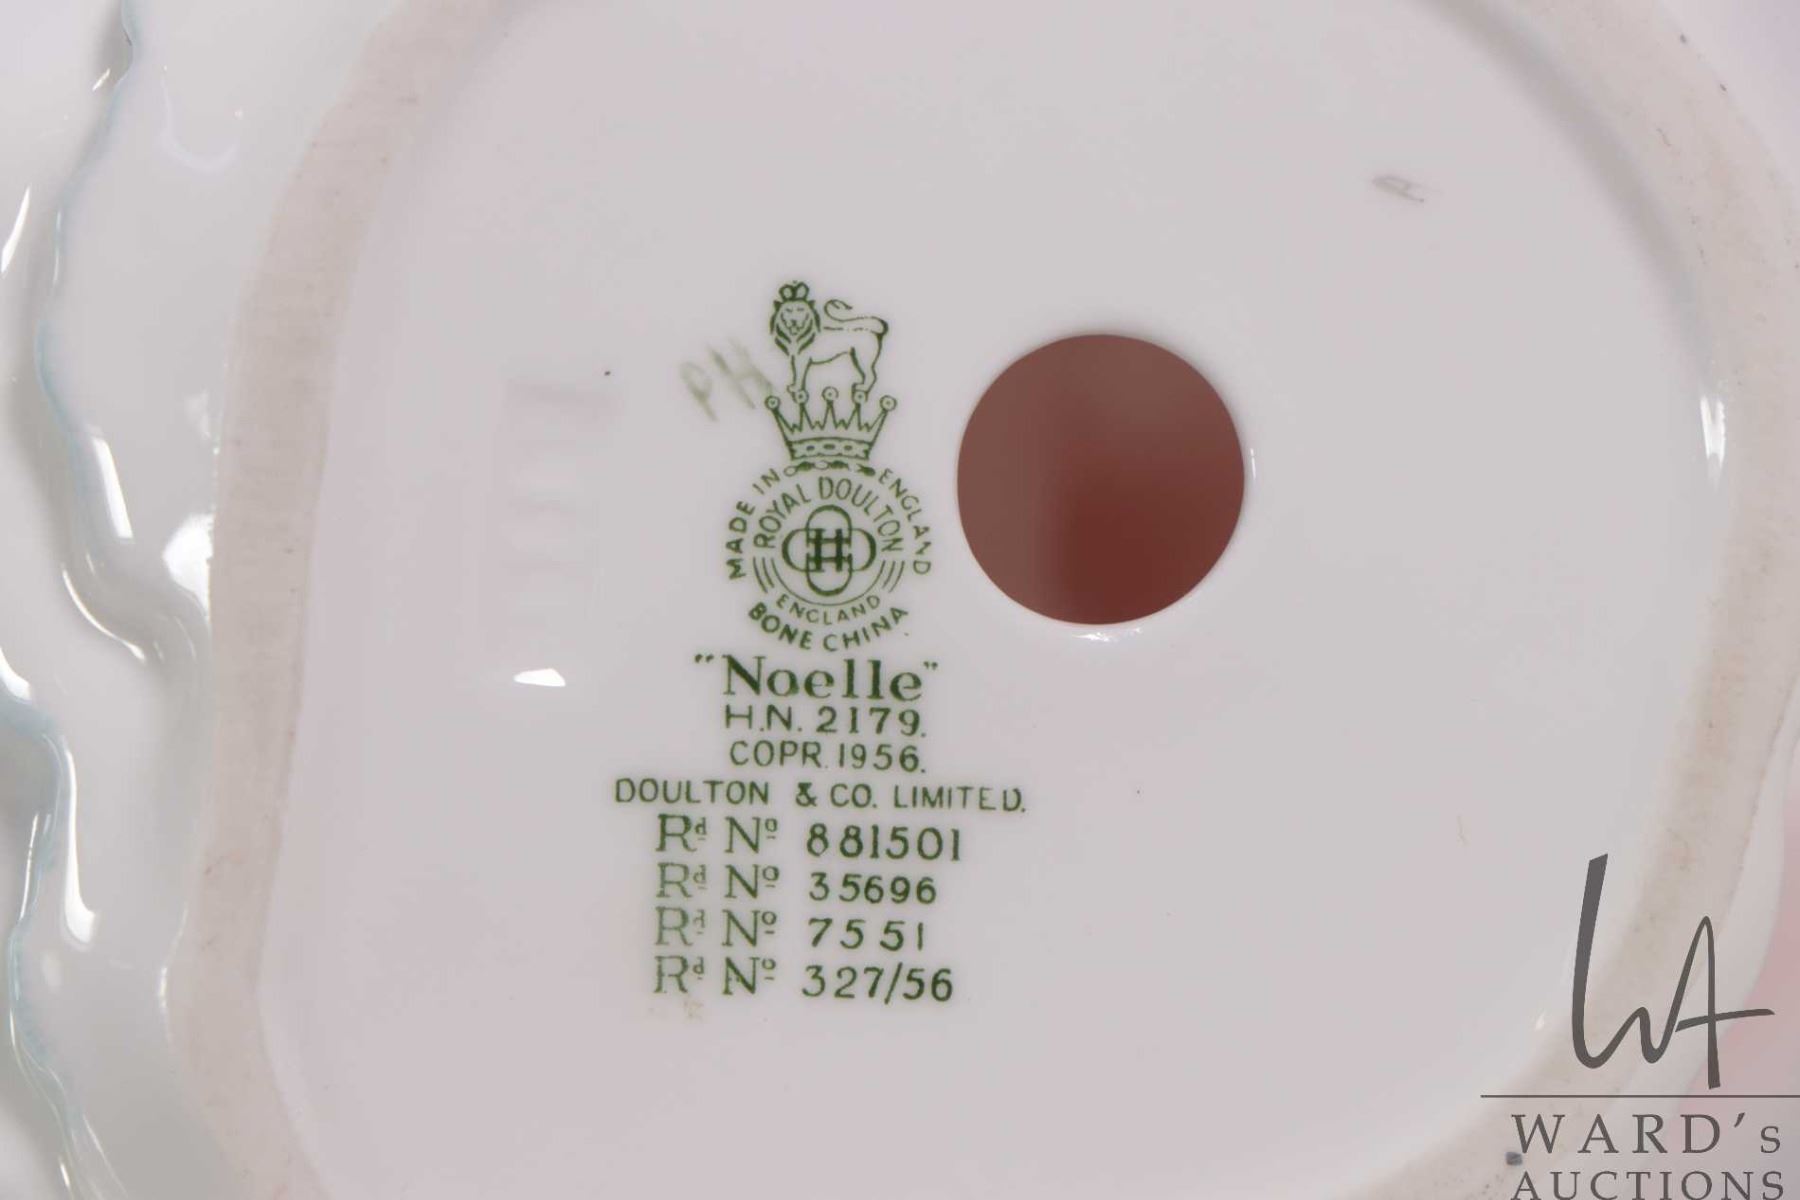 PH
MADE IN ENGLAND
ROYAL DOULTON
ENGLAND
BONE CHINA
"Noelle"
H.N. 2179.
COPR. 1956.
DOULTON & CO. LIMITED.
Rd No 881501
Rd No 35696
Rd No 7551
Rd No 327/56
WA
WARD's
AUCTIONS